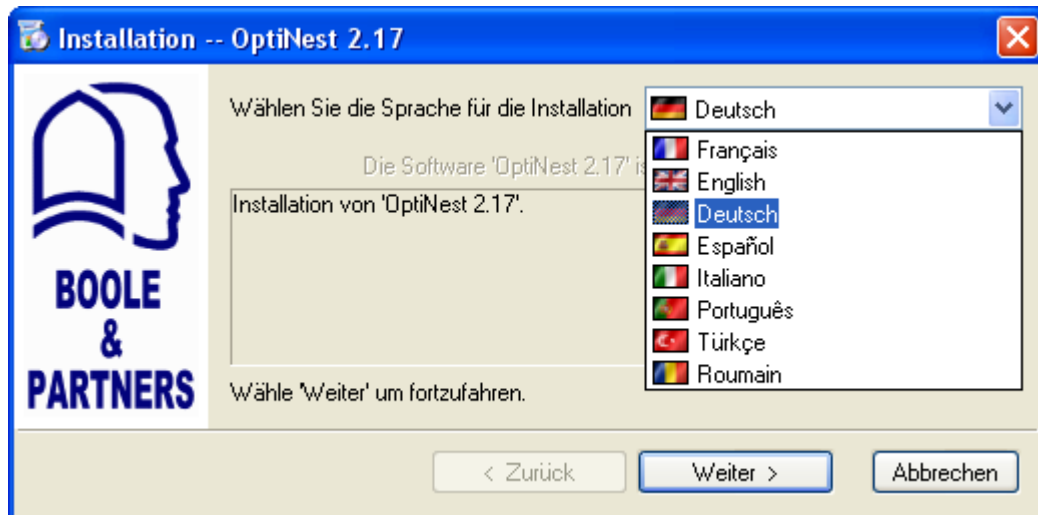 Installation -- OptiNest 2.17
Wählen Sie die Sprache für die Installation
Deutsch
Français
English
Deutsch
Español
Italiano
Português
Türkçe
Roumain
Die Software 'OptiNest 2.17'
Installation von 'OptiNest 2.17'.
Wähle 'Weiter' um fortzufahren.
BOOLE
&
PARTNERS
< Zurück
Weiter >
Abbrechen